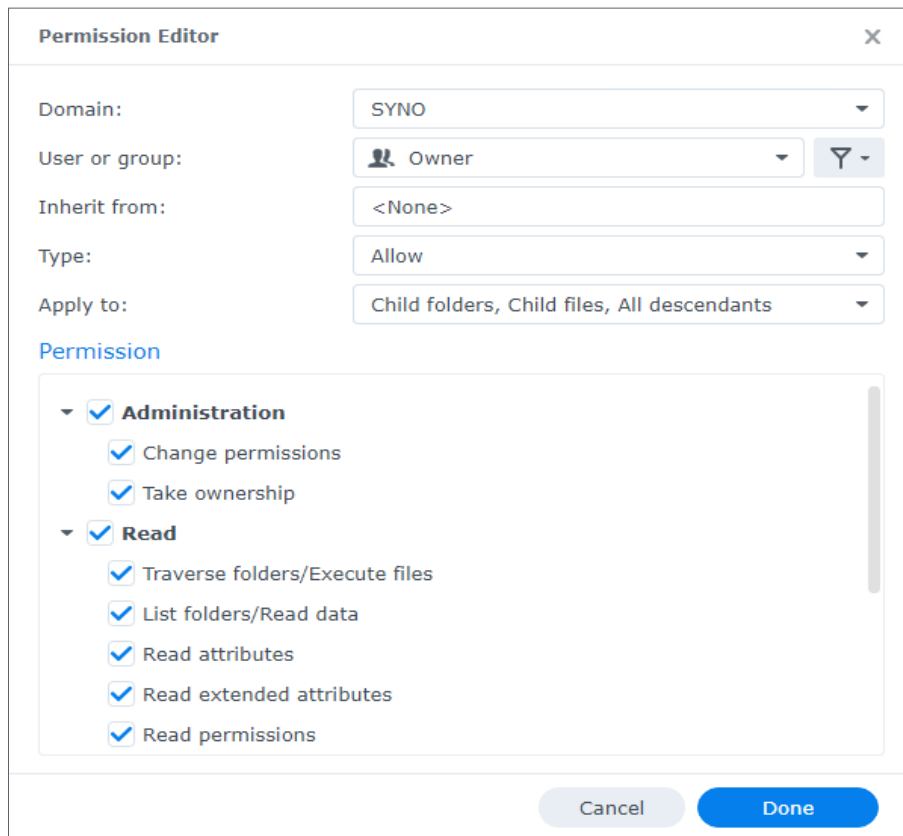 Permission Editor
Domain: SYNO
User or group: Owner
Inherit from: <None>
Type: Allow
Apply to: Child folders, Child files, All descendants
Permission
Administration
Change permissions
Take ownership
Read
Traverse folders/Execute files
List folders/Read data
Read attributes
Read extended attributes
Read permissions
Cancel Done